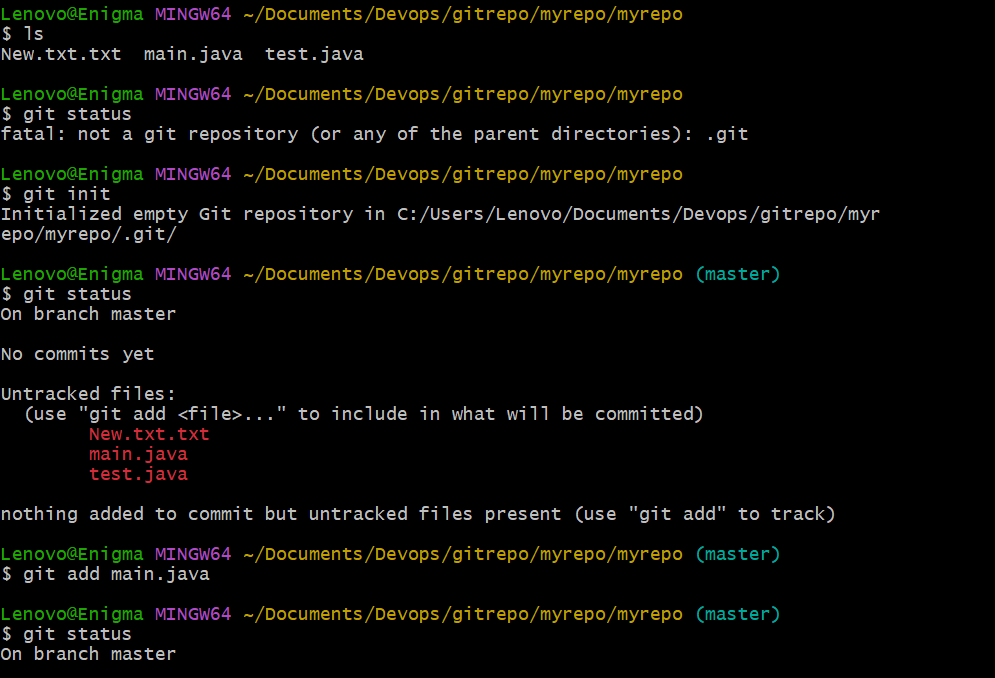 Lenovo@Enigma MINGW64 ~/Documents/Devops/gitrepo/myrepo/myrepo
$ ls
New.txt.txt  main.java  test.java

Lenovo@Enigma MINGW64 ~/Documents/Devops/gitrepo/myrepo/myrepo
$ git status
fatal: not a git repository (or any of the parent directories): .git

Lenovo@Enigma MINGW64 ~/Documents/Devops/gitrepo/myrepo/myrepo
$ git init
Initialized empty Git repository in C:/Users/Lenovo/Documents/Devops/gitrepo/myr
epo/myrepo/.git/

Lenovo@Enigma MINGW64 ~/Documents/Devops/gitrepo/myrepo/myrepo (master)
$ git status
On branch master

No commits yet

Untracked files:
  (use "git add <file>..." to include in what will be committed)
        New.txt.txt
        main.java
        test.java

nothing added to commit but untracked files present (use "git add" to track)

Lenovo@Enigma MINGW64 ~/Documents/Devops/gitrepo/myrepo/myrepo (master)
$ git add main.java

Lenovo@Enigma MINGW64 ~/Documents/Devops/gitrepo/myrepo/myrepo (master)
$ git status
On branch master